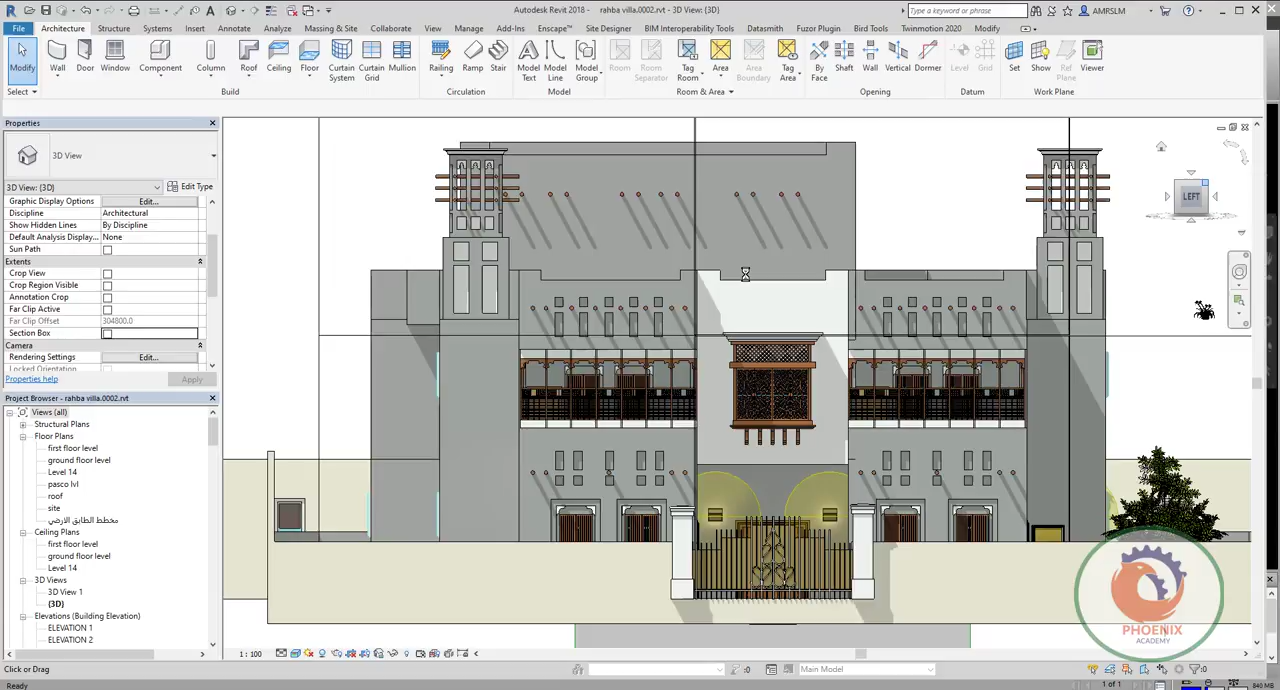 Autodesk Revit 2018 - rahba villa.0002.rvt - 3D View: {3D}
Type a keyword or phrase
AMRSLM
File Architecture Structure Systems Insert Annotate Analyze Massing & Site Collaborate View Manage Add-Ins Enscape™ Site Designer BIM Interoperability Tools Datasmith Fuzor Plugin Bird Tools Twinmotion 2020 Modify
Modify Wall Door Window Component Column Roof Ceiling Floor Curtain System Curtain Grid Mullion Railing Ramp Stair Model Text Model Line Model Group Room Room Separator Tag Room Area Area Boundary Tag Area By Face Shaft Wall Vertical Dormer Level Grid Set Show Ref Plane Viewer
Select Build Circulation Model Room & Area Opening Datum Work Plane
Properties
3D View
3D View: {3D} Edit Type
Graphic Display Options Edit...
Discipline Architectural
Show Hidden Lines By Discipline
Default Analysis Display... None
Sun Path
Extents
Crop View
Crop Region Visible
Annotation Crop
Far Clip Active
Far Clip Offset 304800.0
Section Box
Camera
Rendering Settings Edit...
Locked Orientation
Properties help Apply
Project Browser - rahba villa.0002.rvt
Views (all)
Structural Plans
Floor Plans
first floor level
ground floor level
Level 14
pasco lvl
roof
site
مخطط الطابق الارضي
Ceiling Plans
first floor level
ground floor level
Level 14
3D Views
3D View 1
{3D}
Elevations (Building Elevation)
ELEVATION 1
ELEVATION 2
LEFT
PHOENIX
ACADEMY
1 : 100
Click or Drag
:0 Main Model :0
Ready
1 of 1
840 MB